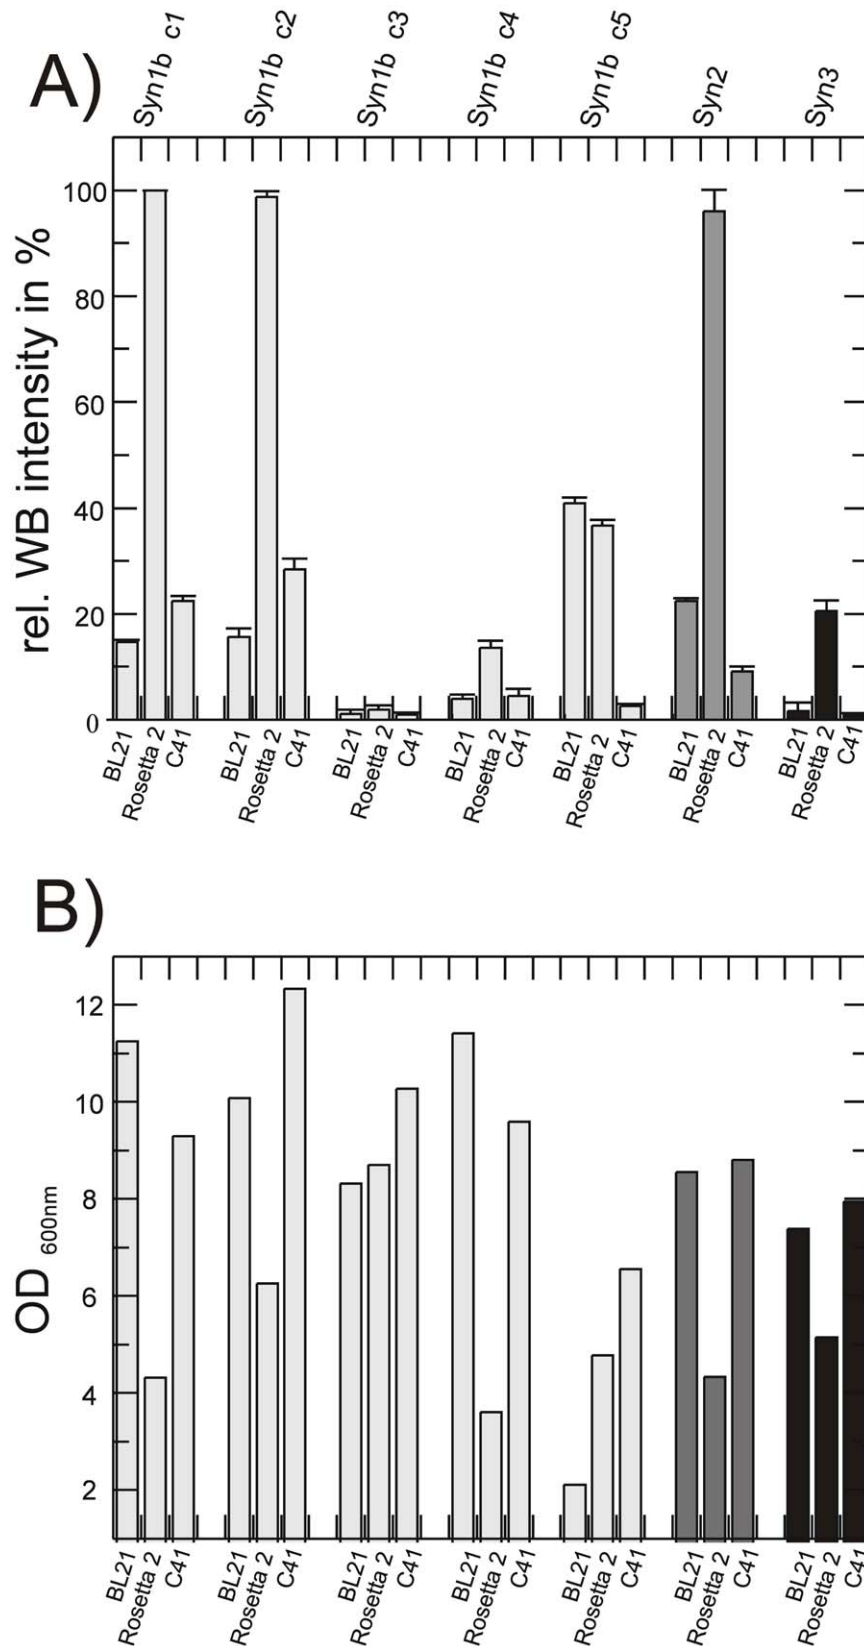 A)
Syn1b c1
Syn1b c2
Syn1b c3
Syn1b c4
Syn1b c5
Syn2
Syn3
rel. WB intensity in %
100
80
60
40
20
0
BL21
Rosetta 2
C41
BL21
Rosetta 2
C41
BL21
Rosetta 2
C41
BL21
Rosetta 2
C41
BL21
Rosetta 2
C41
BL21
Rosetta 2
C41
BL21
Rosetta 2
C41
B)
OD 600nm
12
10
8
6
4
2
BL21
Rosetta 2
C41
BL21
Rosetta 2
C41
BL21
Rosetta 2
C41
BL21
Rosetta 2
C41
BL21
Rosetta 2
C41
BL21
Rosetta 2
C41
BL21
Rosetta 2
C41